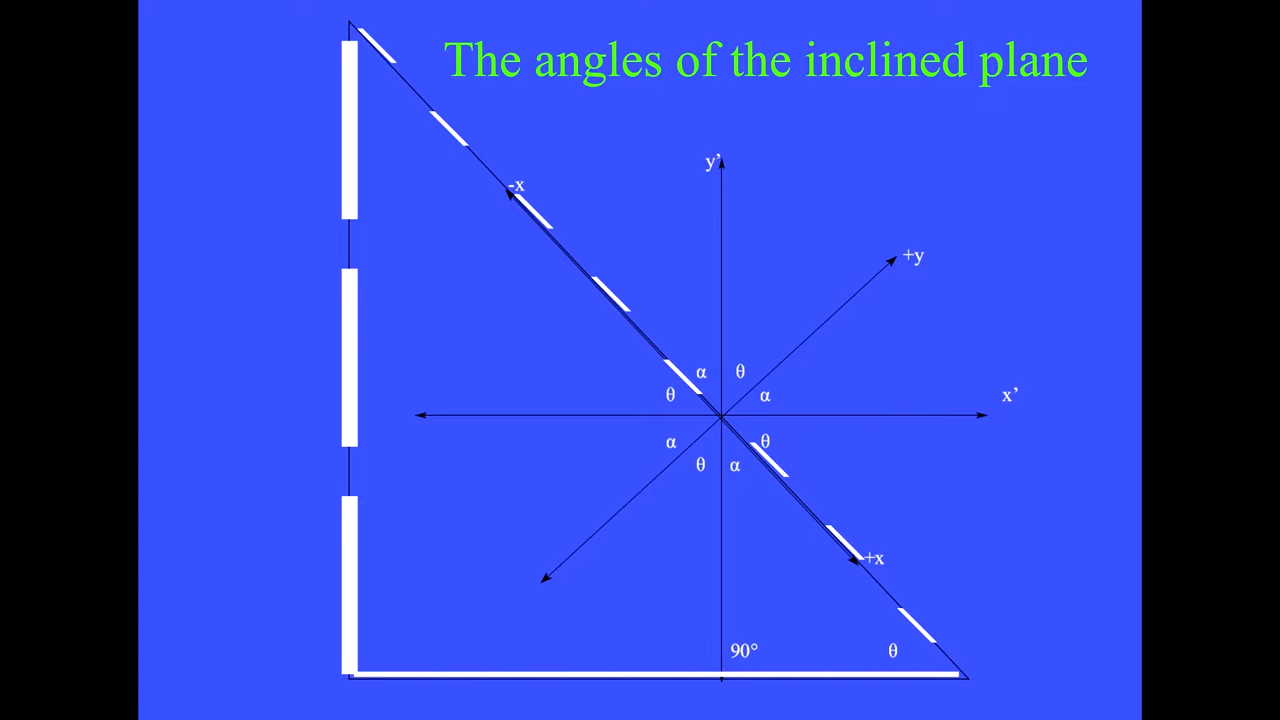 The angles of the inclined plane
y’
-x
+y
α θ
θ α
x’
α θ
θ α
+x
90° θ